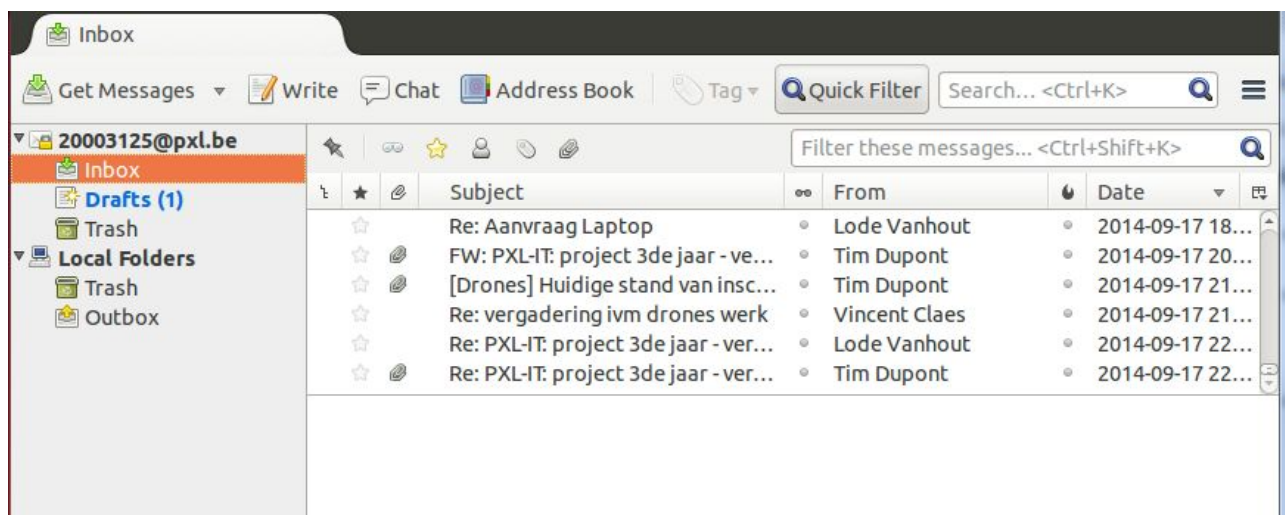 Inbox
Get Messages Write Chat Address Book Tag Quick Filter Search... <Ctrl+K>
20003125@pxl.be
Inbox
Drafts (1)
Trash
Local Folders
Trash
Outbox
Filter these messages... <Ctrl+Shift+K>
Subject From Date
Re: Aanvraag Laptop Lode Vanhout 2014-09-17 18...
FW: PXL-IT: project 3de jaar - ve... Tim Dupont 2014-09-17 20...
[Drones] Huidige stand van insc... Tim Dupont 2014-09-17 21...
Re: vergadering ivm drones werk Vincent Claes 2014-09-17 21...
Re: PXL-IT: project 3de jaar - ver... Lode Vanhout 2014-09-17 22...
Re: PXL-IT: project 3de jaar - ver... Tim Dupont 2014-09-17 22...